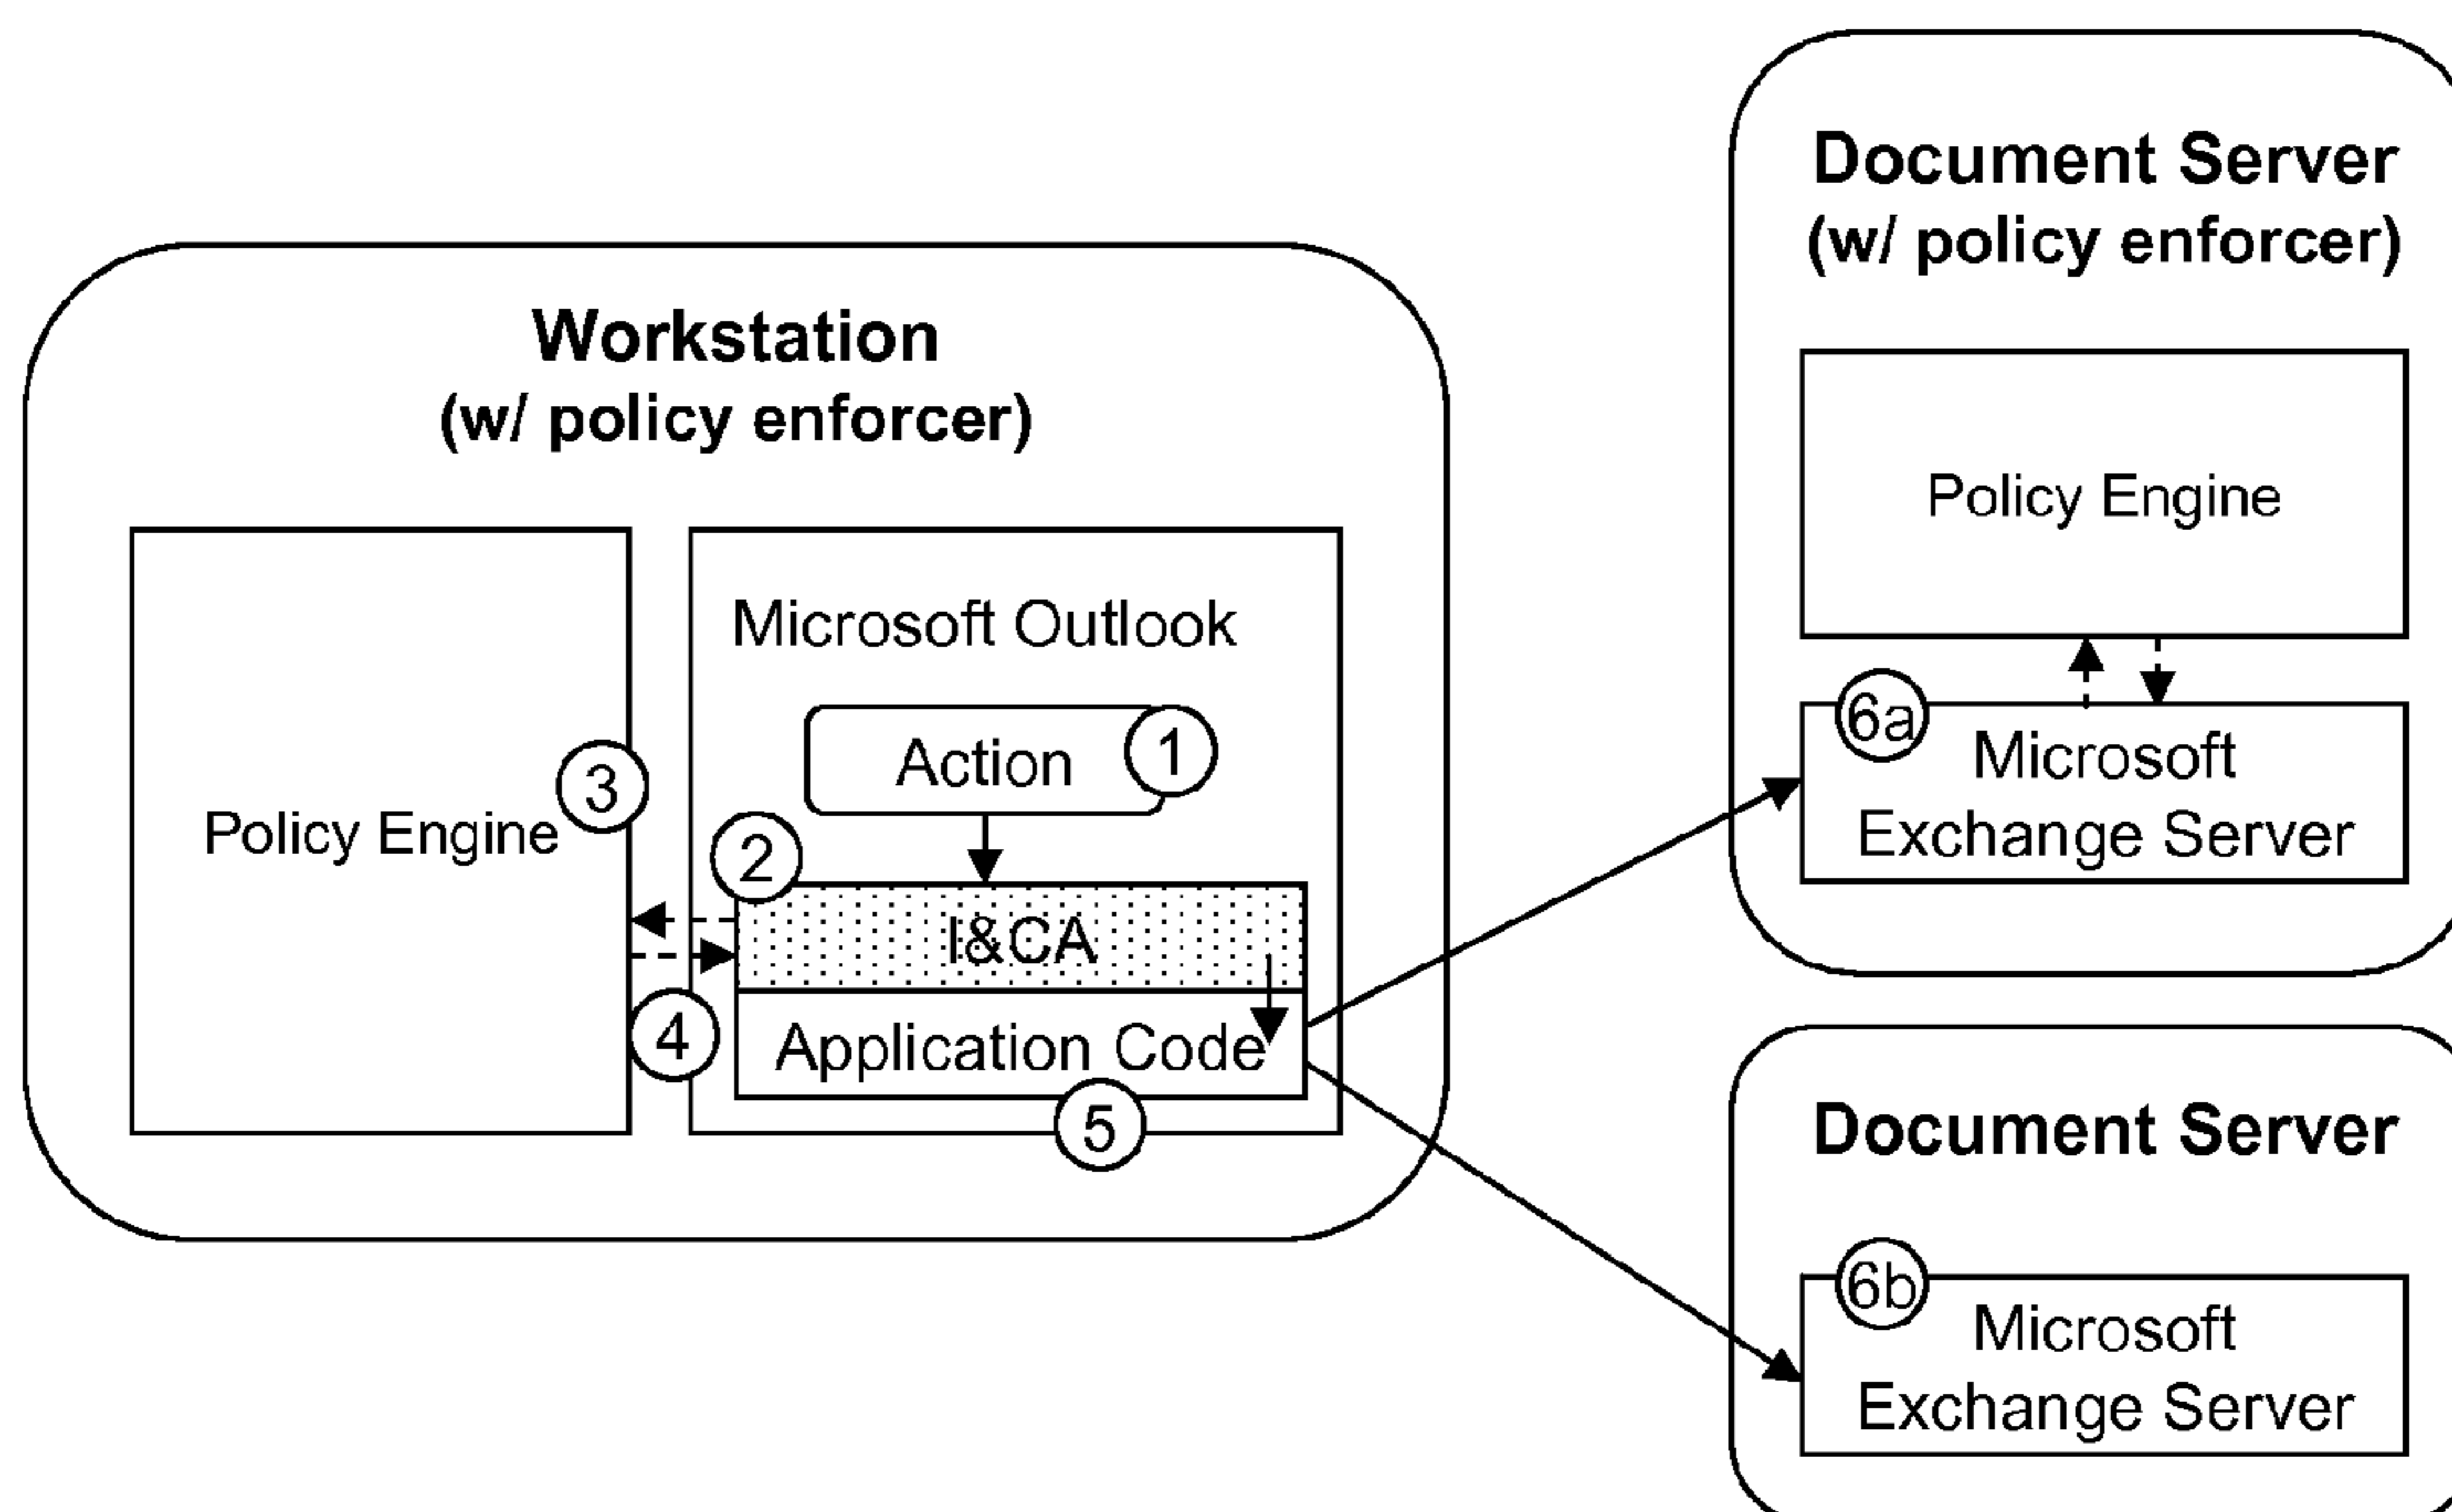 Workstation
(w/ policy enforcer)
Policy Engine
3
Microsoft Outlook
Action
1
2
I&CA
4
Application Code
5
Document Server
(w/ policy enforcer)
Policy Engine
6a
Microsoft
Exchange Server
Document Server
6b
Microsoft
Exchange Server